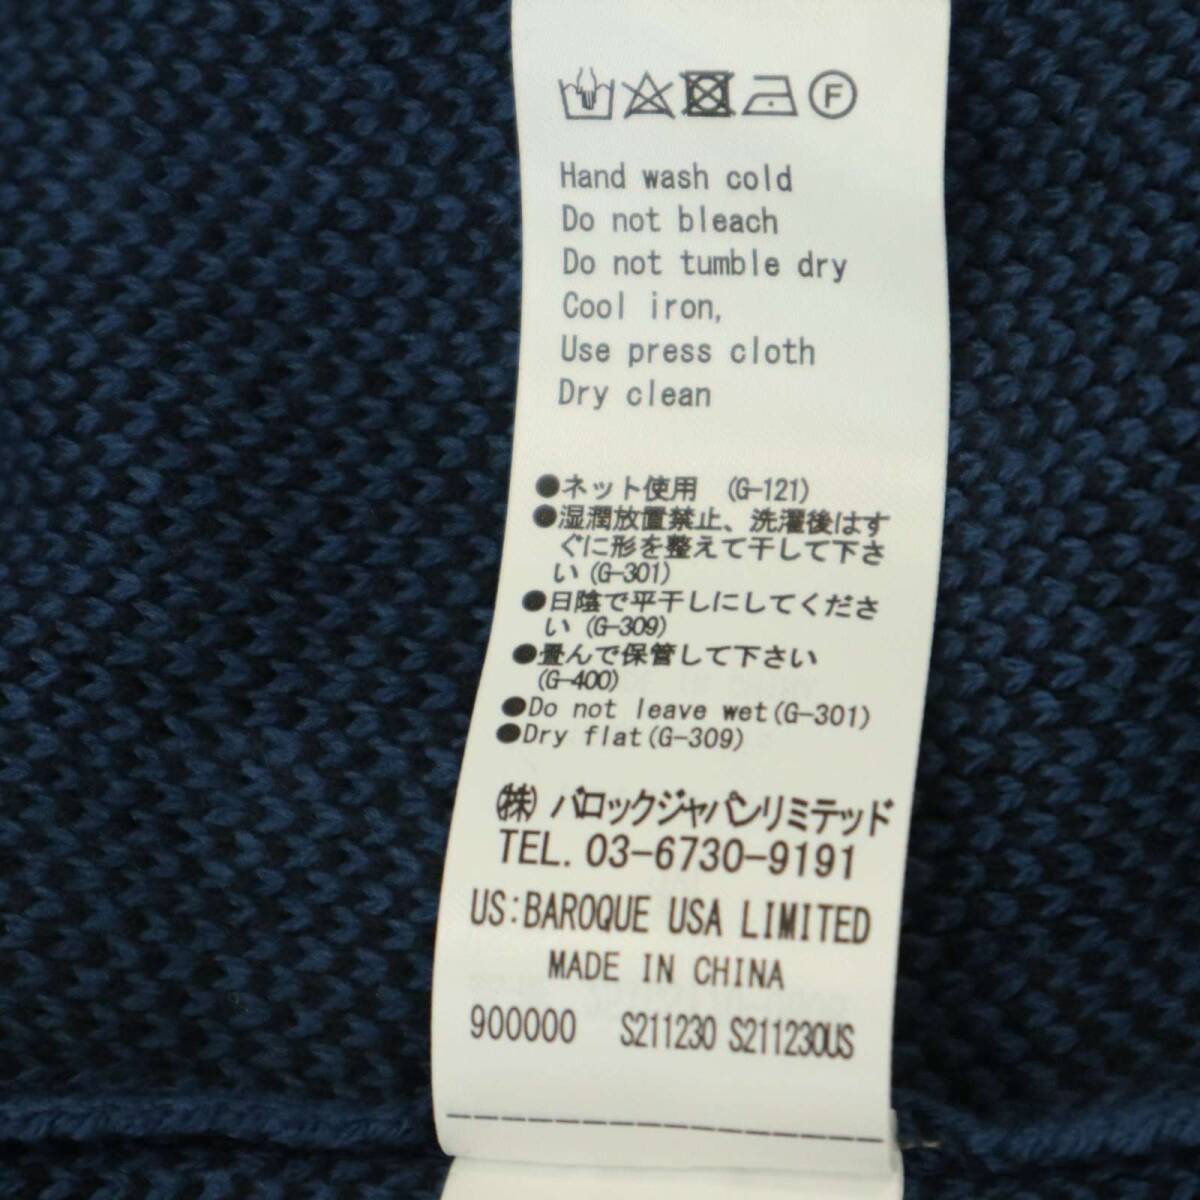 F
Hand wash cold
Do not bleach
Do not tumble dry
Cool iron,
Use press cloth
Dry clean
●ネット使用 (G-121)
●湿潤放置禁止、洗濯後はす
ぐに形を整えて干して下さ
い(G-301)
●日陰で平干しにしてくださ
い (G-309)
●畳んで保管して下さい
(G-400)
●Do not leave wet(G-301)
●Dry flat(G-309)
㈱ バロックジャパンリミテッド
TEL. 03-6730-9191
US:BAROQUE USA LIMITED
MADE IN CHINA
900000 S211230 S211230US